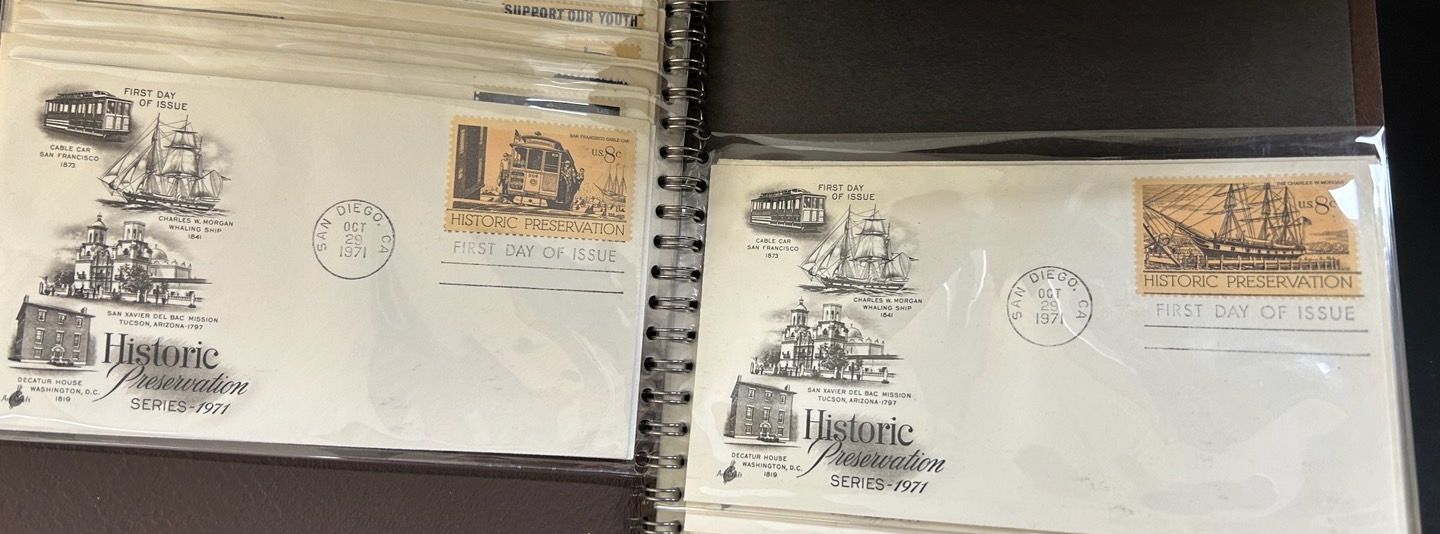 SUPPORT OUR YOUTH
FIRST DAY
OF ISSUE
CABLE CAR
SAN FRANCISCO
1873
CHARLES W. MORGAN
WHALING SHIP
1841
SAN XAVIER DEL BAC MISSION
TUCSON, ARIZONA-1797
DECATUR HOUSE
WASHINGTON, D.C.
1819
Historic
Preservation
SERIES-1971
ArtCraft
SAN DIEGO, CA
OCT
29
1971
SAN FRANCISCO CABLE CAR
U.S. 8c
HISTORIC PRESERVATION
FIRST DAY OF ISSUE
FIRST DAY
OF ISSUE
CABLE CAR
SAN FRANCISCO
1873
CHARLES W. MORGAN
WHALING SHIP
1841
SAN XAVIER DEL BAC MISSION
TUCSON, ARIZONA-1797
DECATUR HOUSE
WASHINGTON, D.C.
1819
Historic
Preservation
SERIES-1971
ArtCraft
SAN DIEGO, CA
OCT
29
1971
THE CHARLES W. MORGAN
U.S. 8c
HISTORIC PRESERVATION
FIRST DAY OF ISSUE